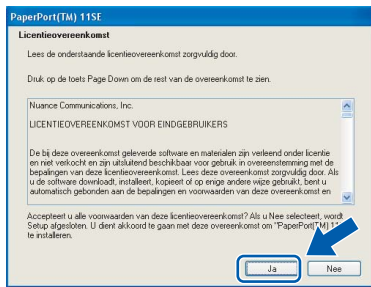 PaperPort(TM) 11SE
Licentieovereenkomst
Lees de onderstaande licentieovereenkomst zorgvuldig door.
Druk op de toets Page Down om de rest van de overeenkomst te zien.
Nuance Communications, Inc.
LICENTIEOVEREENKOMST VOOR EINDGEBRUIKERS
De bij deze overeenkomst geleverde software en materialen zijn verleend onder licentie
en niet verkocht en zijn uitsluitend beschikbaar voor gebruik in overeenstemming met de
bepalingen van deze licentieovereenkomst. Lees deze overeenkomst zorgvuldig door. Als
u de software downloadt, installeert, kopieert of op enige andere wijze gebruikt, bent u
automatisch gebonden aan de bepalingen en voorwaarden van deze overeenkomst en
Accepteert u alle voorwaarden van deze licentieovereenkomst? Als u Nee selecteert, wordt
Setup afgesloten. U dient akkoord te gaan met deze overeenkomst om "PaperPort(TM) 11
te installeren.
Ja
Nee